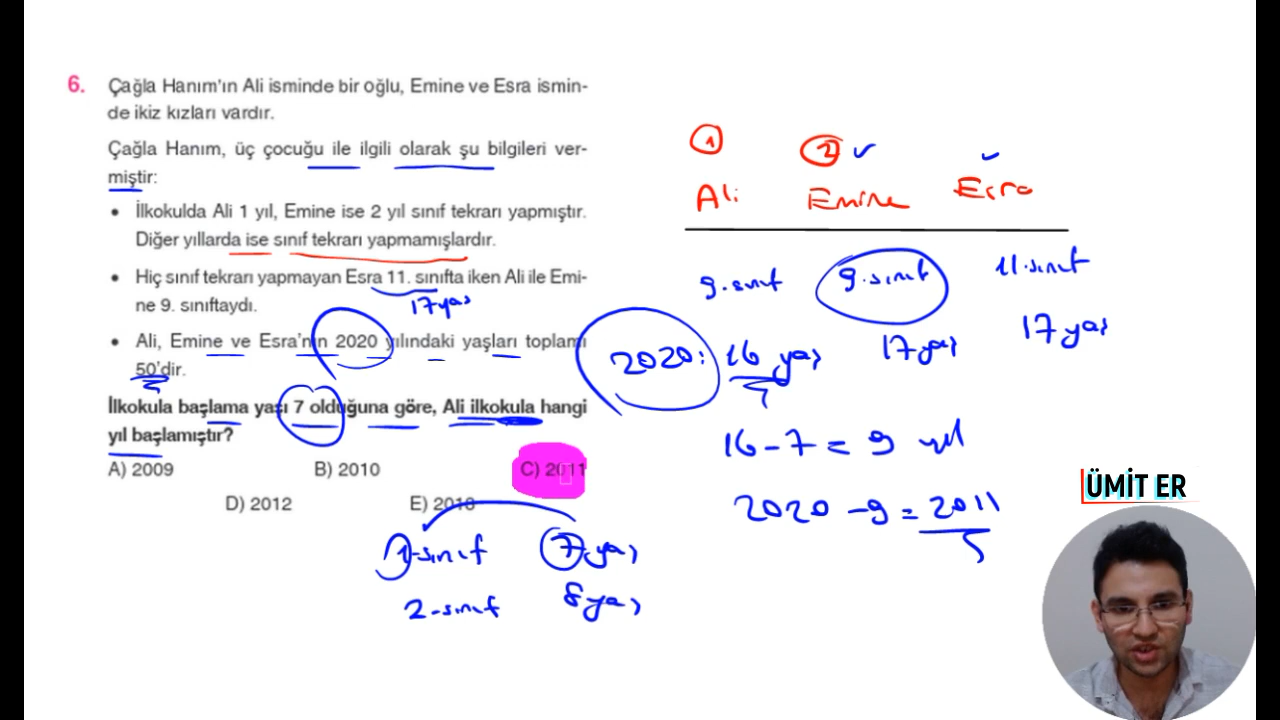 6. Çağla Hanım'ın Ali isminde bir oğlu, Emine ve Esra ismin-
de ikiz kızları vardır.
Çağla Hanım, üç çocuğu ile ilgili olarak şu bilgileri ver-
miştir:
• İlkokulda Ali 1 yıl, Emine ise 2 yıl sınıf tekrarı yapmıştır.
Diğer yıllarda ise sınıf tekrarı yapmamışlardır.
• Hiç sınıf tekrarı yapmayan Esra 11. sınıfta iken Ali ile Emi-
ne 9. sınıftaydı.
17 yaş
• Ali, Emine ve Esra'nın 2020 yılındaki yaşları toplamı
50'dir.
İlkokula başlama yaşı 7 olduğuna göre, Ali ilkokula hangi
yıl başlamıştır?
A) 2009 B) 2010 C) 2011
D) 2012 E) 2013
1-sınıf 7 yaş
2-sınıf 8 yaş
1 2
Ali Emine Esra
9.sınıf 9.sınıf 11.sınıf
2020: 16 yaş 17 yaş 17 yaş
16-7 = 9 yıl
2020 -9 = 2011
ÜMİT ER